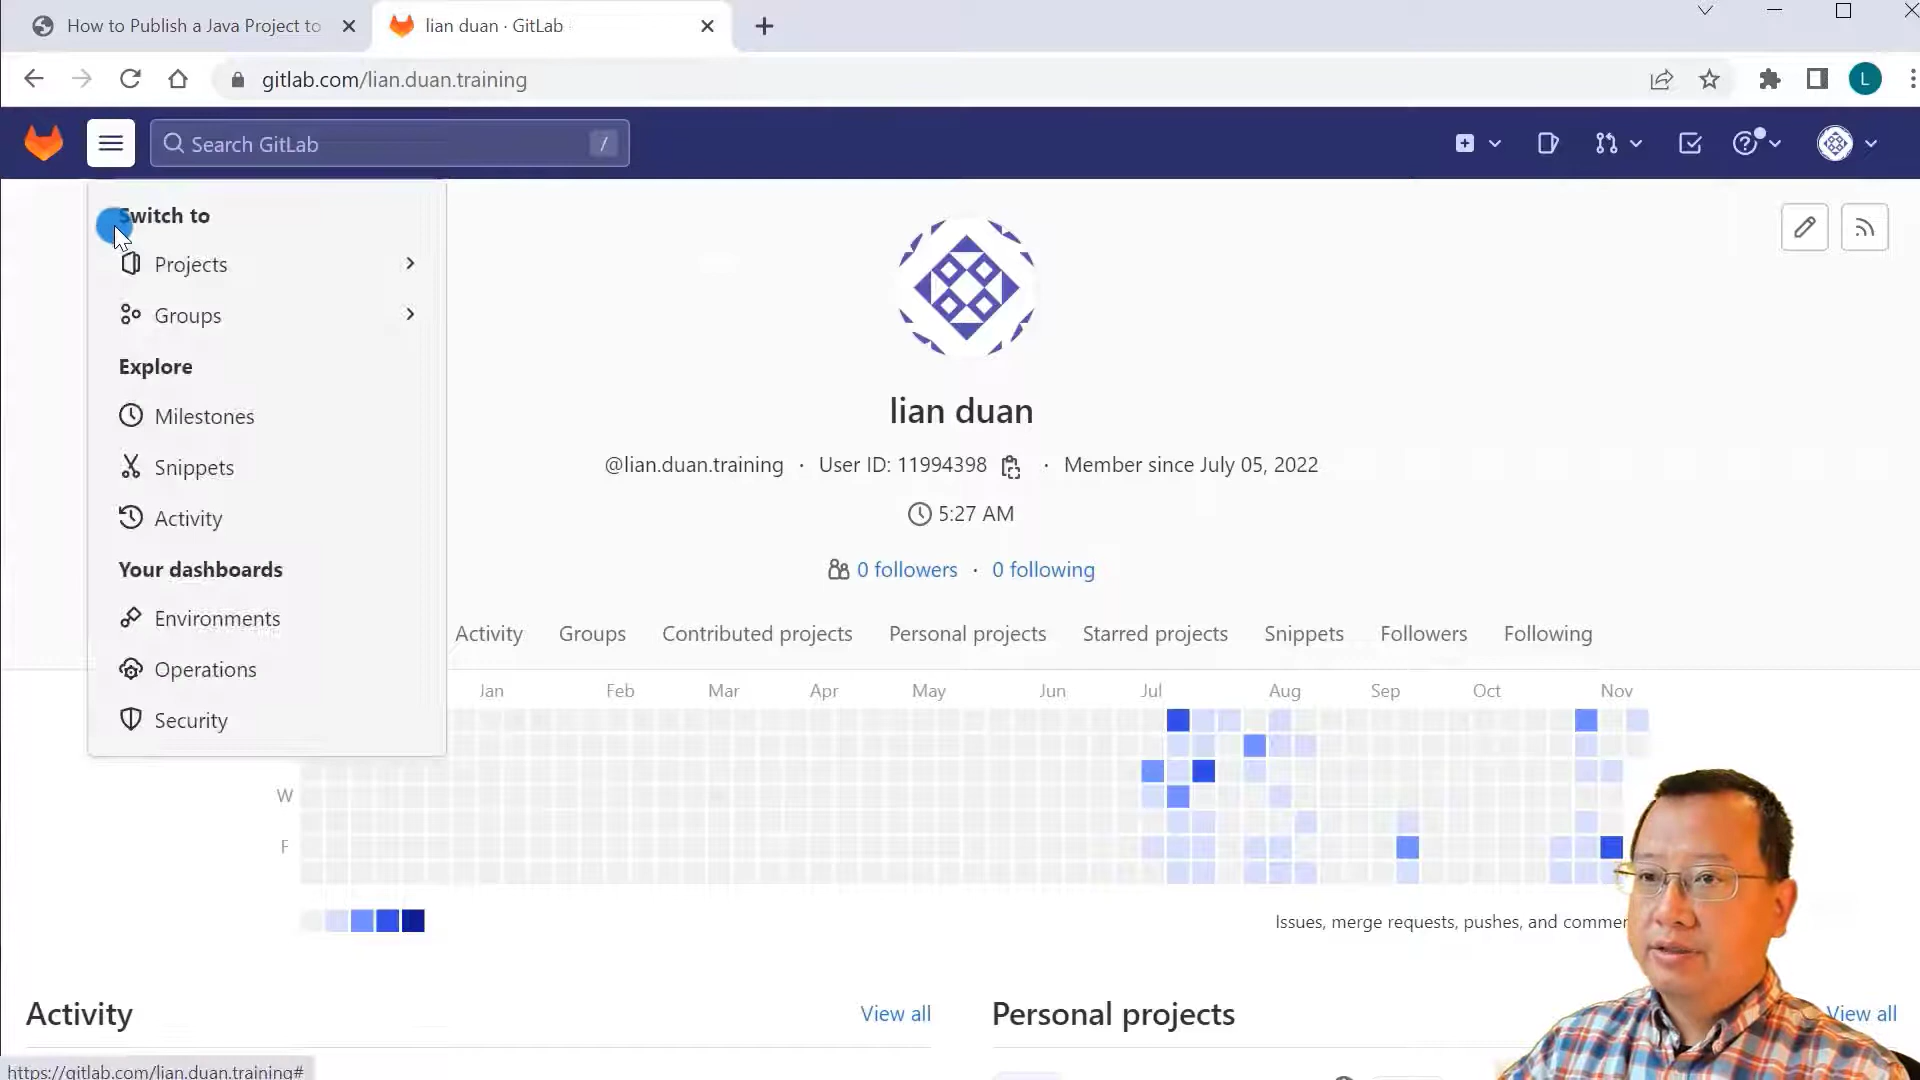 How to Publish a Java Project to
lian duan · GitLab
gitlab.com/lian.duan.training
L
Search GitLab
/
Switch to
Projects
Groups
Explore
Milestones
Snippets
Activity
Your dashboards
Environments
Operations
Security
lian duan
@lian.duan.training · User ID: 11994398 · Member since July 05, 2022
5:27 AM
0 followers · 0 following
Activity Groups Contributed projects Personal projects Starred projects Snippets Followers Following
Jan Feb Mar Apr May Jun Jul Aug Sep Oct Nov
W
F
Issues, merge requests, pushes, and commen
Activity
View all
Personal projects
View all
https://gitlab.com/lian.duan.training#